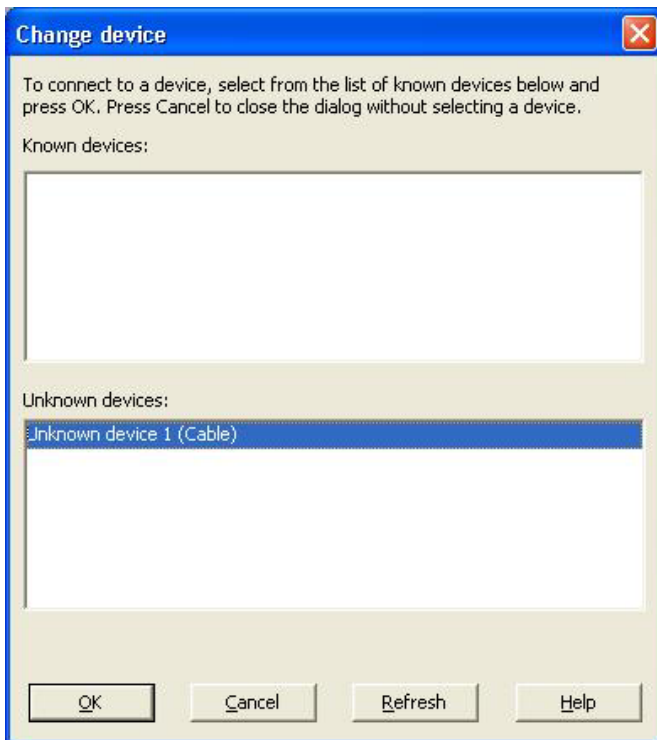 Change device
To connect to a device, select from the list of known devices below and
press OK. Press Cancel to close the dialog without selecting a device.
Known devices:
Unknown devices:
Unknown device 1 (Cable)
OK Cancel Refresh Help